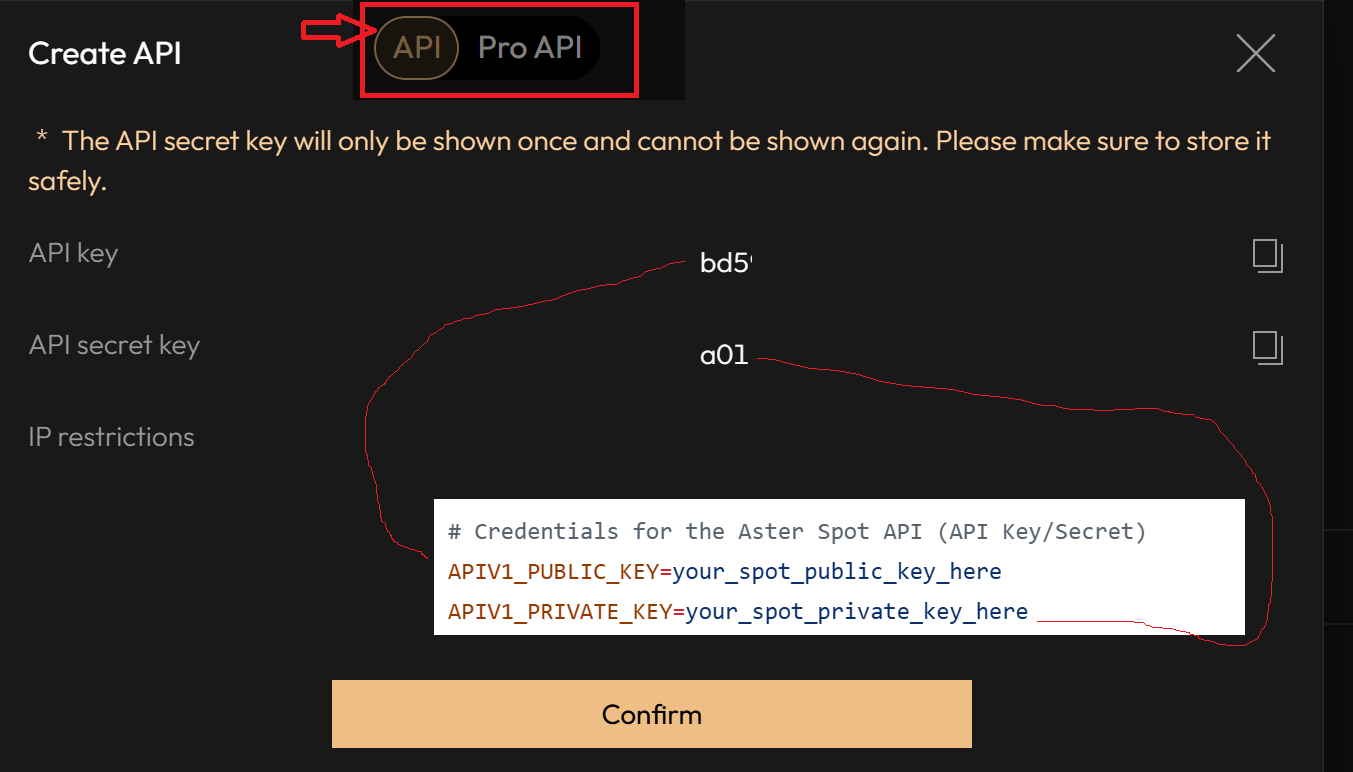 Create API
API Pro API
* The API secret key will only be shown once and cannot be shown again. Please make sure to store it
safely.
API key
bd5
API secret key
a01
IP restrictions
# Credentials for the Aster Spot API (API Key/Secret)
APIV1_PUBLIC_KEY=your_spot_public_key_here
APIV1_PRIVATE_KEY=your_spot_private_key_here
Confirm